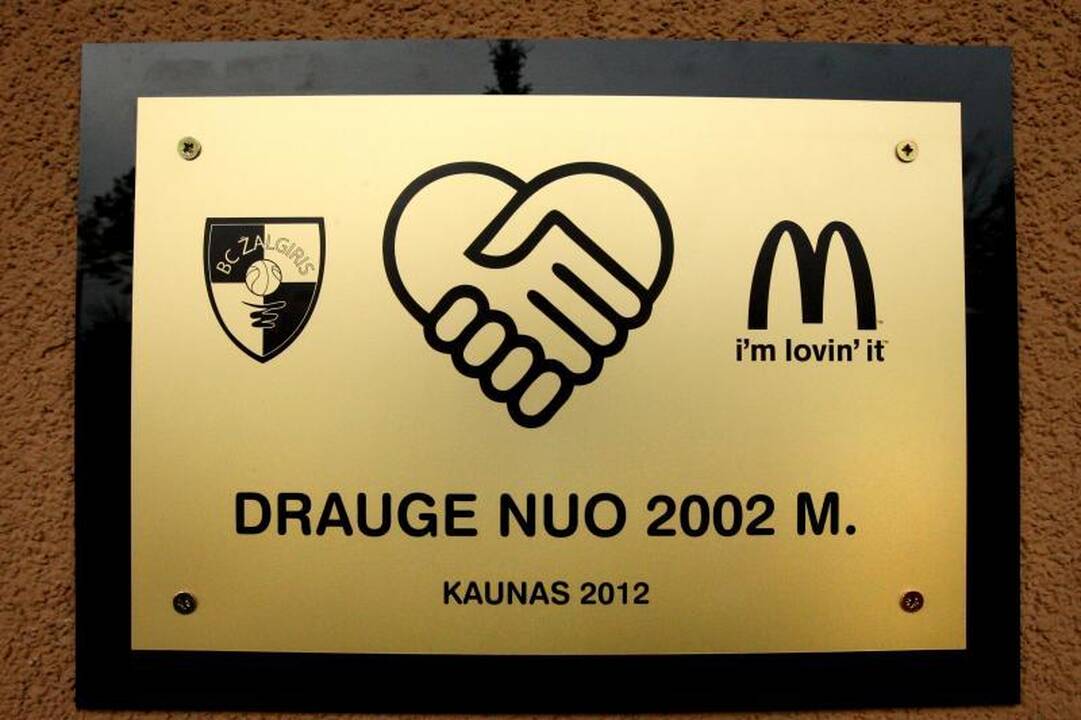 BC ŽALGIRIS
i'm lovin' it
DRAUGE NUO 2002 M.
KAUNAS 2012